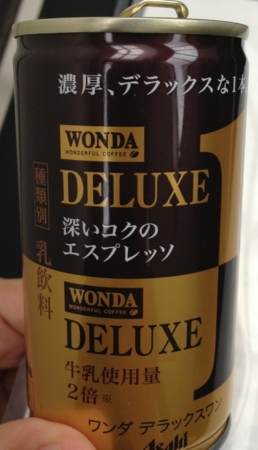 濃厚、デラックスな1本
WONDA
WONDERFUL COFFEE
DELUXE
深いコクの
エスプレッソ
種類別
乳飲料
1
WONDA
WONDERFUL COFFEE
DELUXE
牛乳使用量
2倍※
ワンダ デラックスワン
Asahi